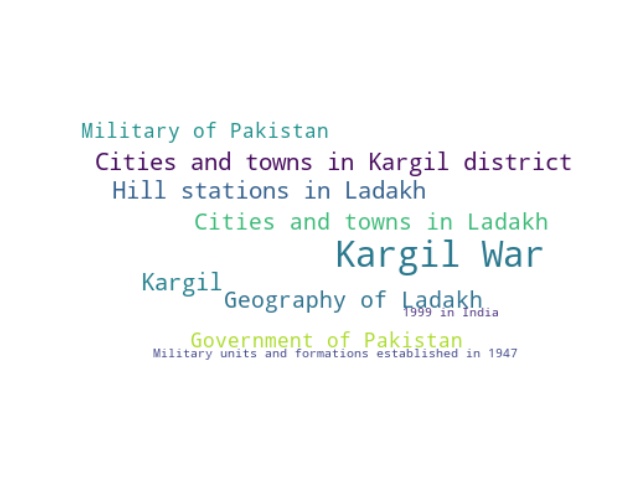 Military of Pakistan
Cities and towns in Kargil district
Hill stations in Ladakh
Cities and towns in Ladakh
Kargil War
Kargil
Geography of Ladakh
1999 in India
Government of Pakistan
Military units and formations established in 1947